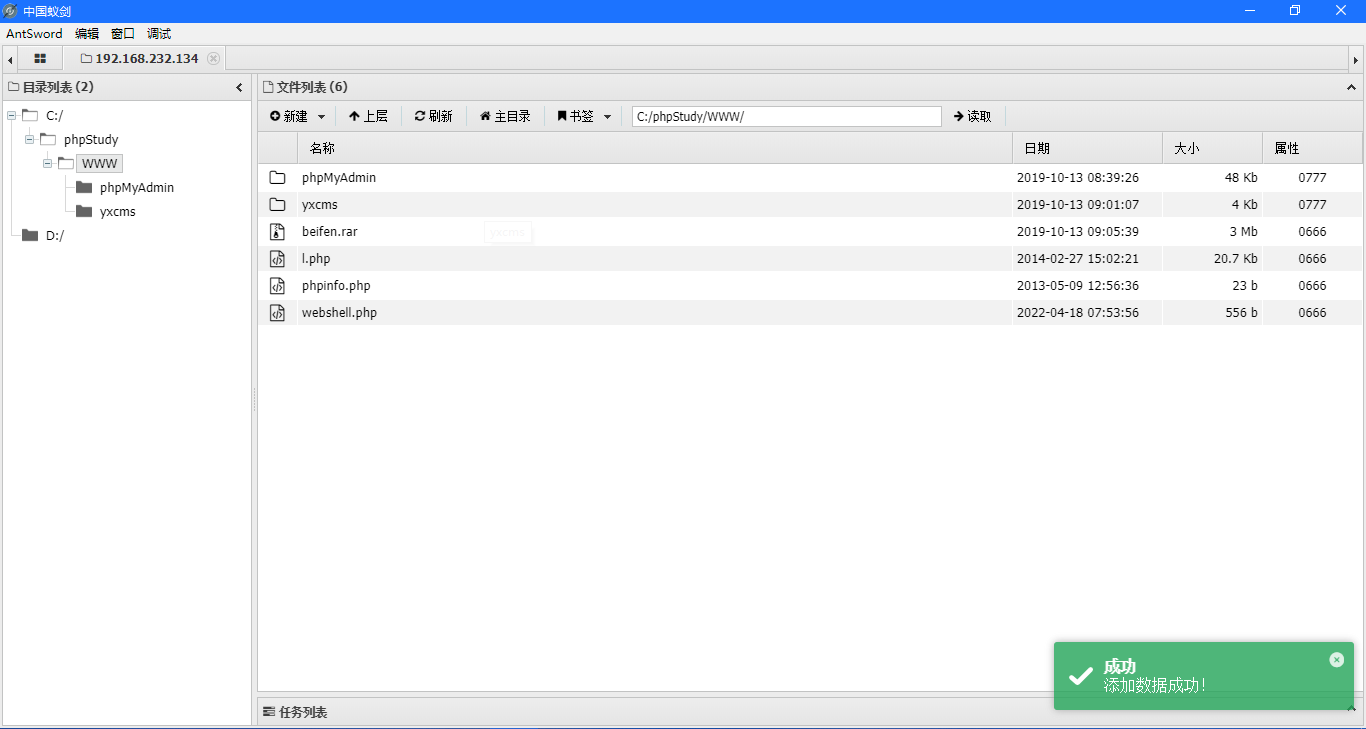 中国蚁剑
AntSword 编辑 窗口 调试
192.168.232.134
目录列表 (2)
文件列表 (6)
新建 上层 刷新 主目录 书签 C:/phpStudy/WWW/ 读取
C:/
phpStudy
WWW
phpMyAdmin
yxcms
D:/
名称 日期 大小 属性
phpMyAdmin 2019-10-13 08:39:26 48 Kb 0777
yxcms 2019-10-13 09:01:07 4 Kb 0777
beifen.rar yxcms 2019-10-13 09:05:39 3 Mb 0666
l.php 2014-02-27 15:02:21 20.7 Kb 0666
phpinfo.php 2013-05-09 12:56:36 23 b 0666
webshell.php 2022-04-18 07:53:56 556 b 0666
成功
添加数据成功!
任务列表